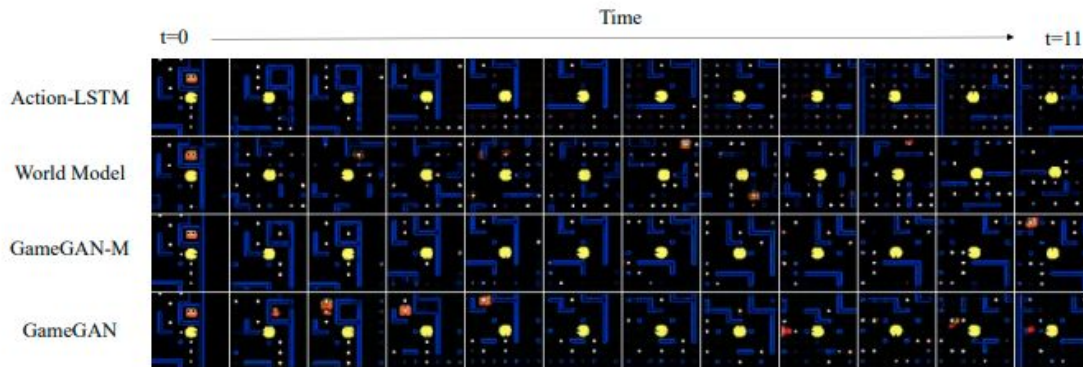 Time
t=0
t=11
Action-LSTM
World Model
GameGAN-M
GameGAN